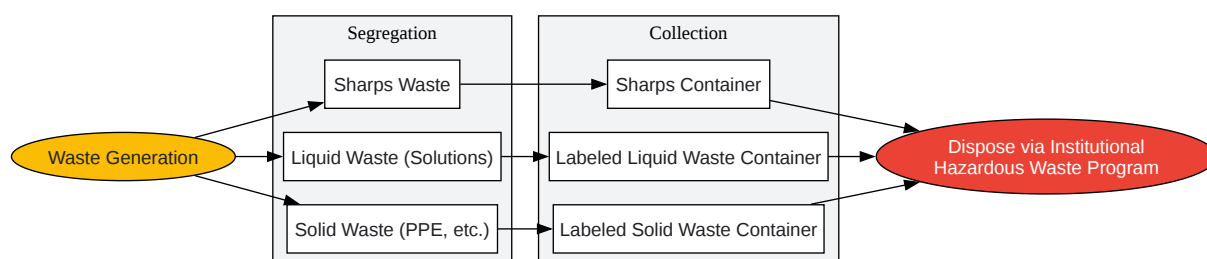 Segregation
Collection
Sharps Waste
Sharps Container
Waste Generation
Liquid Waste (Solutions)
Labeled Liquid Waste Container
Dispose via Institutional
Hazardous Waste Program
Solid Waste (PPE, etc.)
Labeled Solid Waste Container